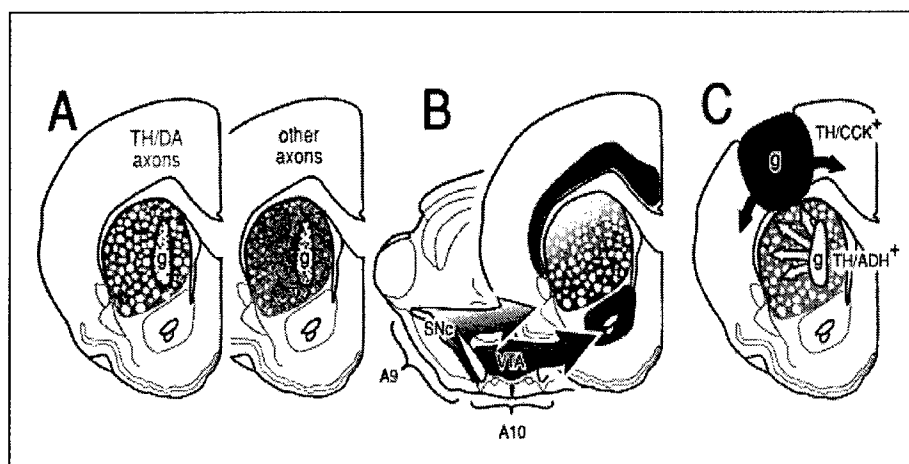 A
TH/DA
axons
g
other
axons
g
B
SNc
VTA
A9
A10
C
g
TH/CCK+
g
TH/ADH+